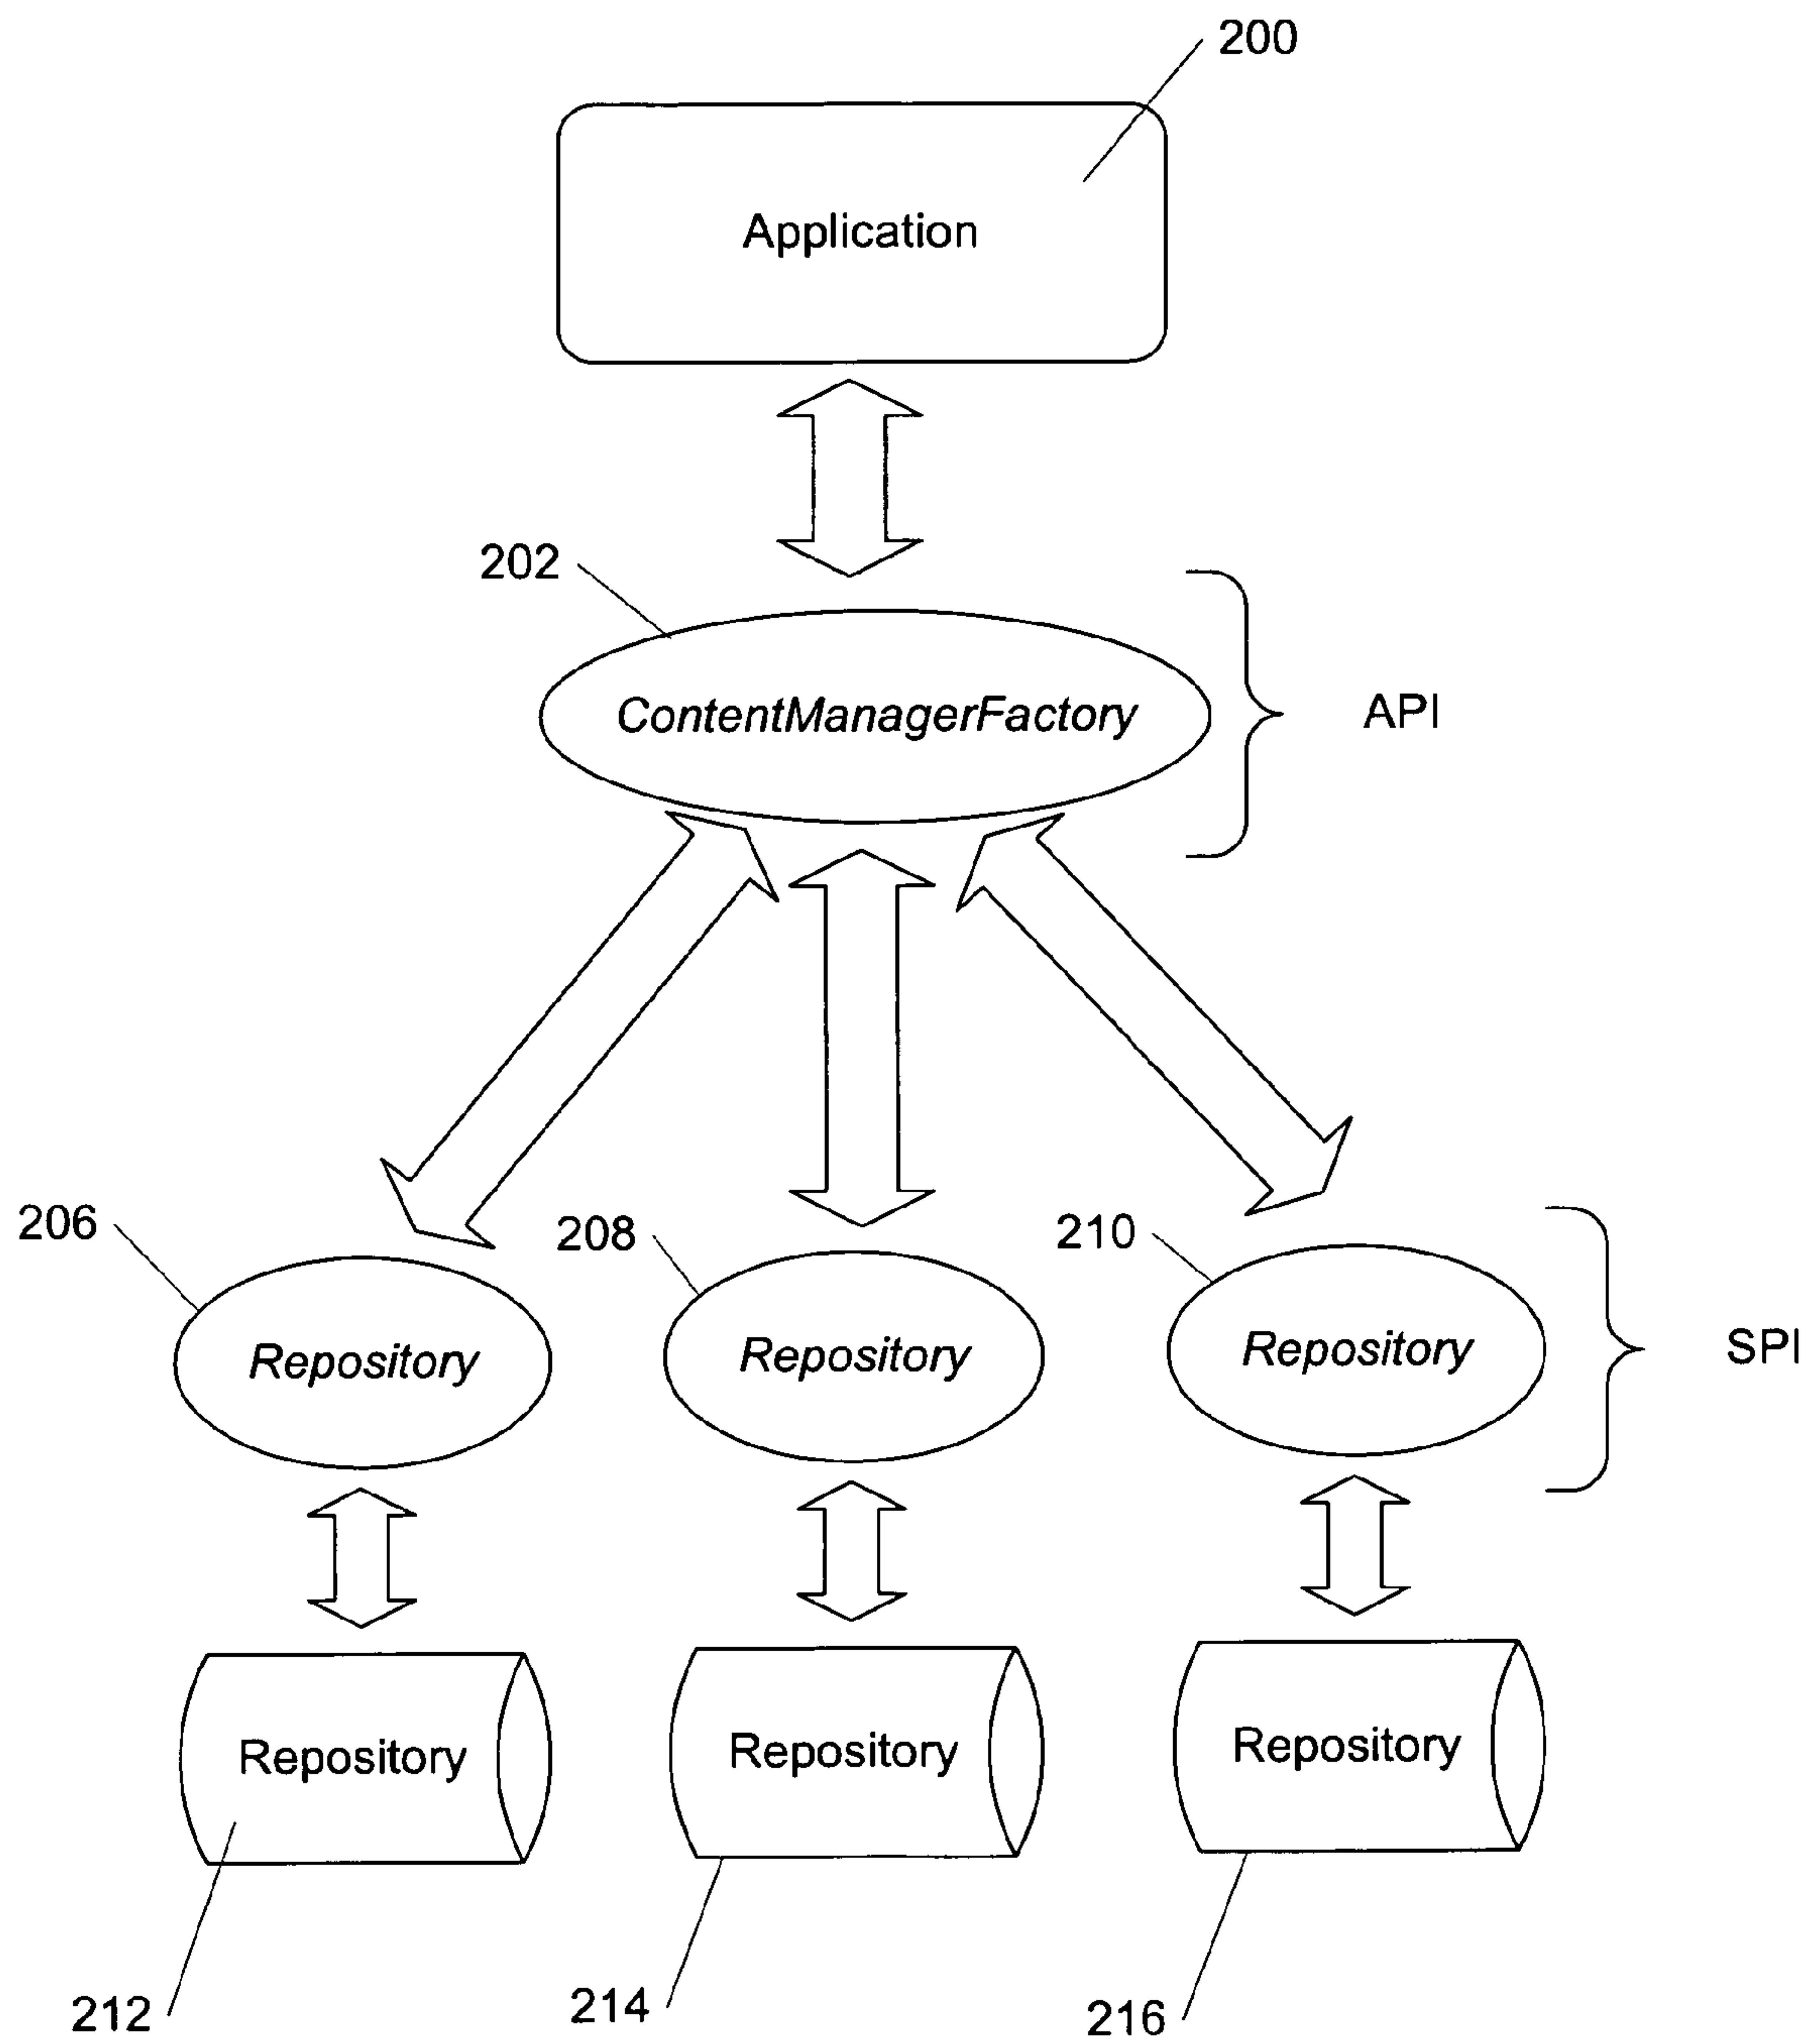 200
Application
202
ContentManagerFactory
API
206
208
210
Repository
Repository
Repository
SPI
Repository
Repository
Repository
212
214
216